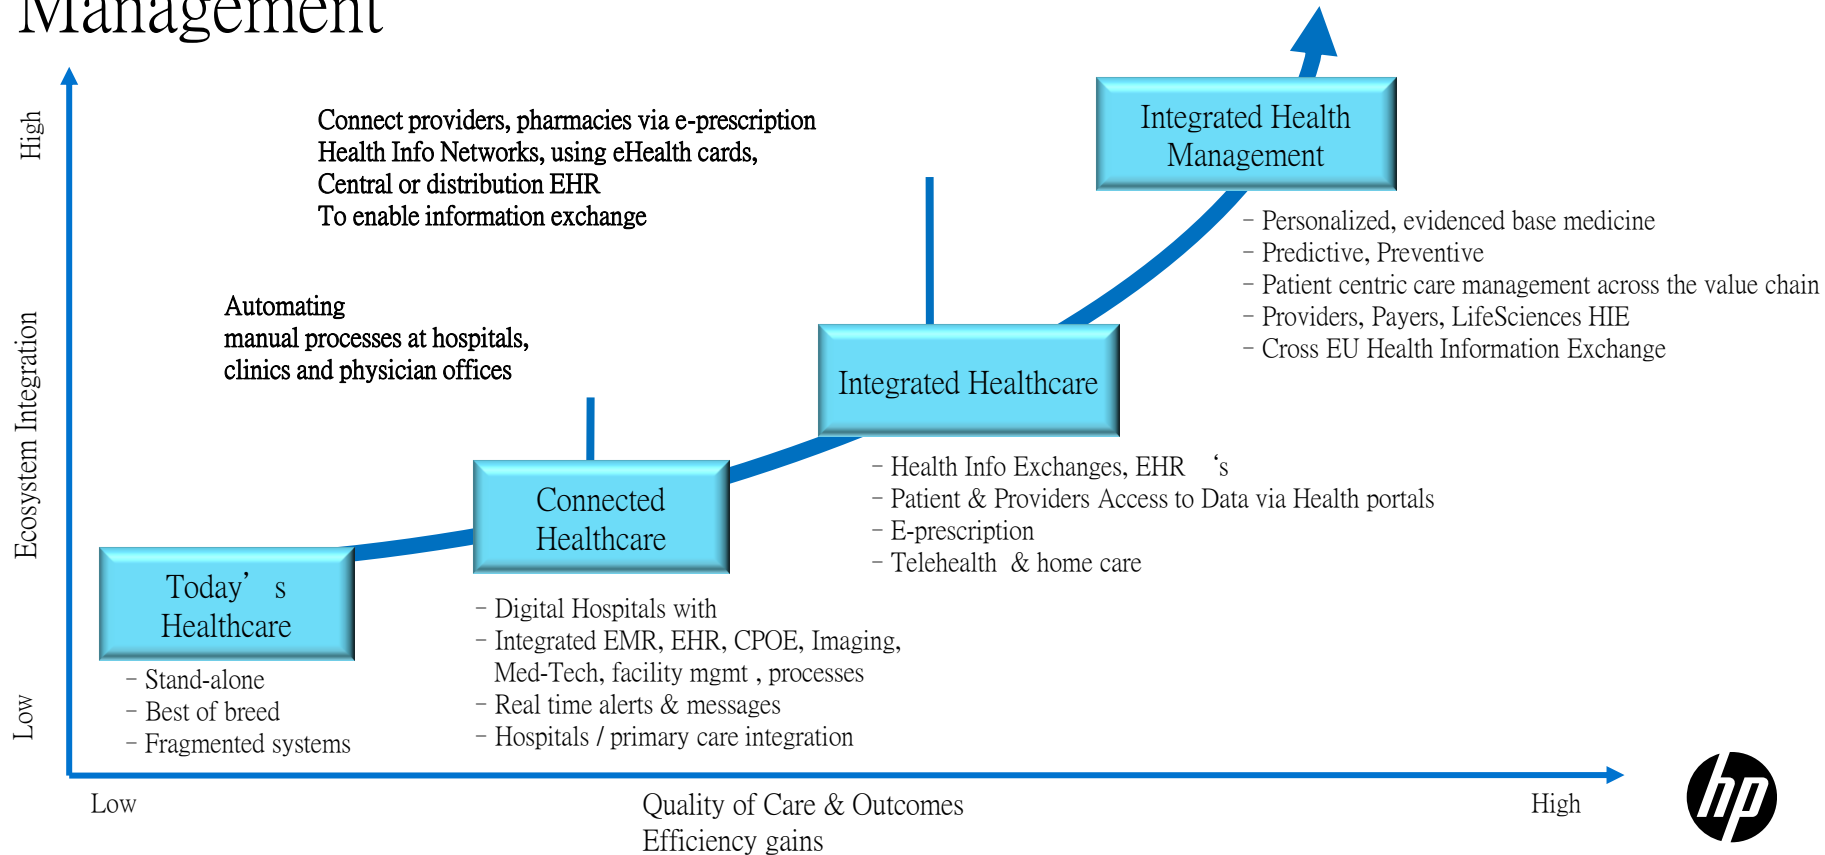 Management
High
Connect providers, pharmacies via e-prescription
Health Info Networks, using eHealth cards,
Central or distribution EHR
To enable information exchange
Integrated Health
Management
- Personalized, evidenced base medicine
- Predictive, Preventive
- Patient centric care management across the value chain
- Providers, Payers, LifeSciences HIE
- Cross EU Health Information Exchange
Automating
manual processes at hospitals,
clinics and physician offices
Ecosystem Integration
Integrated Healthcare
- Health Info Exchanges, EHR ‘s
- Patient & Providers Access to Data via Health portals
- E-prescription
- Telehealth & home care
Connected
Healthcare
- Digital Hospitals with
- Integrated EMR, EHR, CPOE, Imaging,
Med-Tech, facility mgmt , processes
- Real time alerts & messages
- Hospitals / primary care integration
Today’ s
Healthcare
- Stand-alone
- Best of breed
- Fragmented systems
Low
Low
Quality of Care & Outcomes
Efficiency gains
High
hp